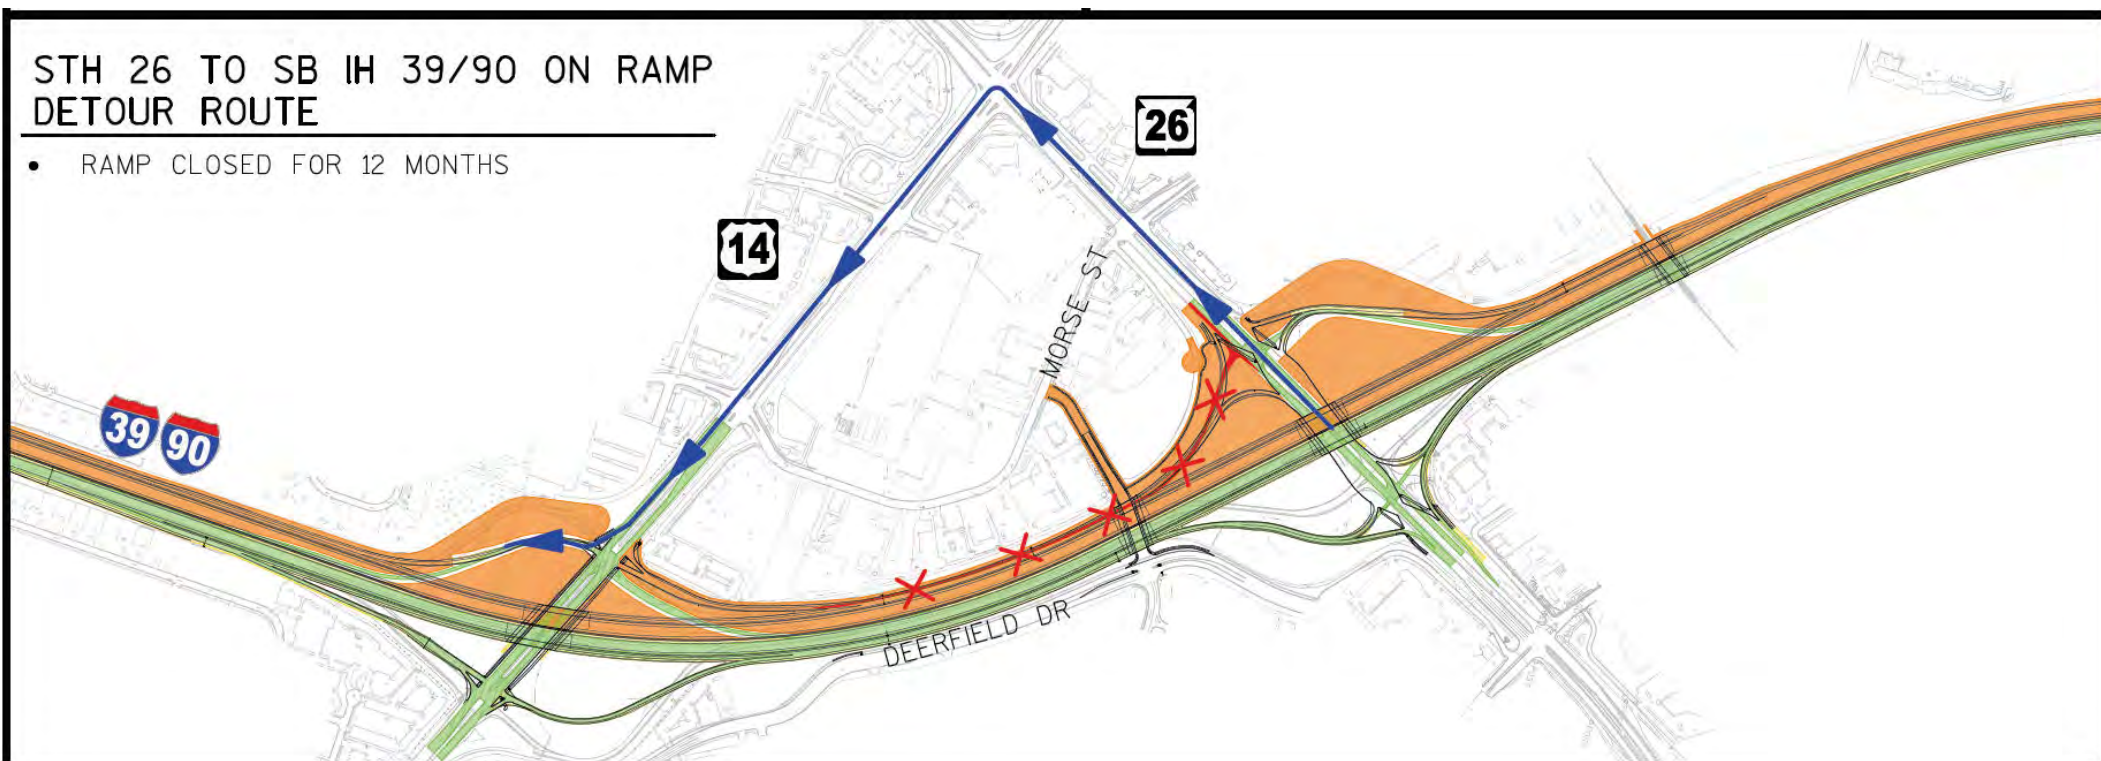 STH 26 TO SB IH 39/90 ON RAMP
DETOUR ROUTE
• RAMP CLOSED FOR 12 MONTHS
26
14
MORSE ST
39 90
DEERFIELD DR